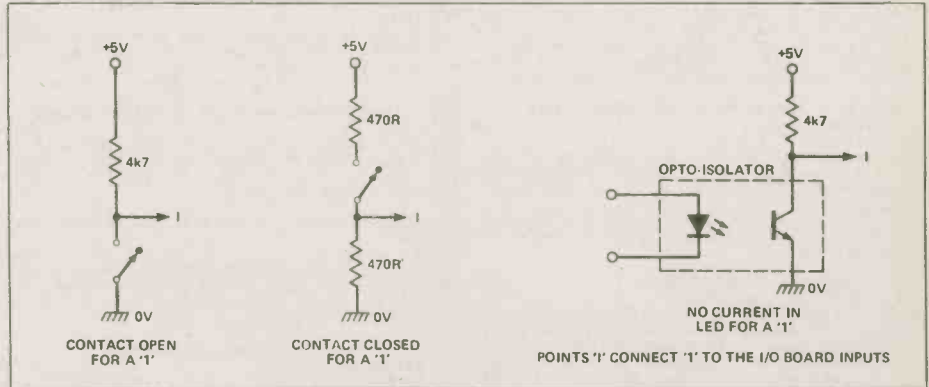 +5V
4k7
I
0V
CONTACT OPEN
FOR A '1'
+5V
470R
I
470R
0V
CONTACT CLOSED
FOR A '1'
+5V
4k7
I
OPTO-ISOLATOR
0V
NO CURRENT IN
LED FOR A '1'
POINTS 'I' CONNECT '1' TO THE I/O BOARD INPUTS